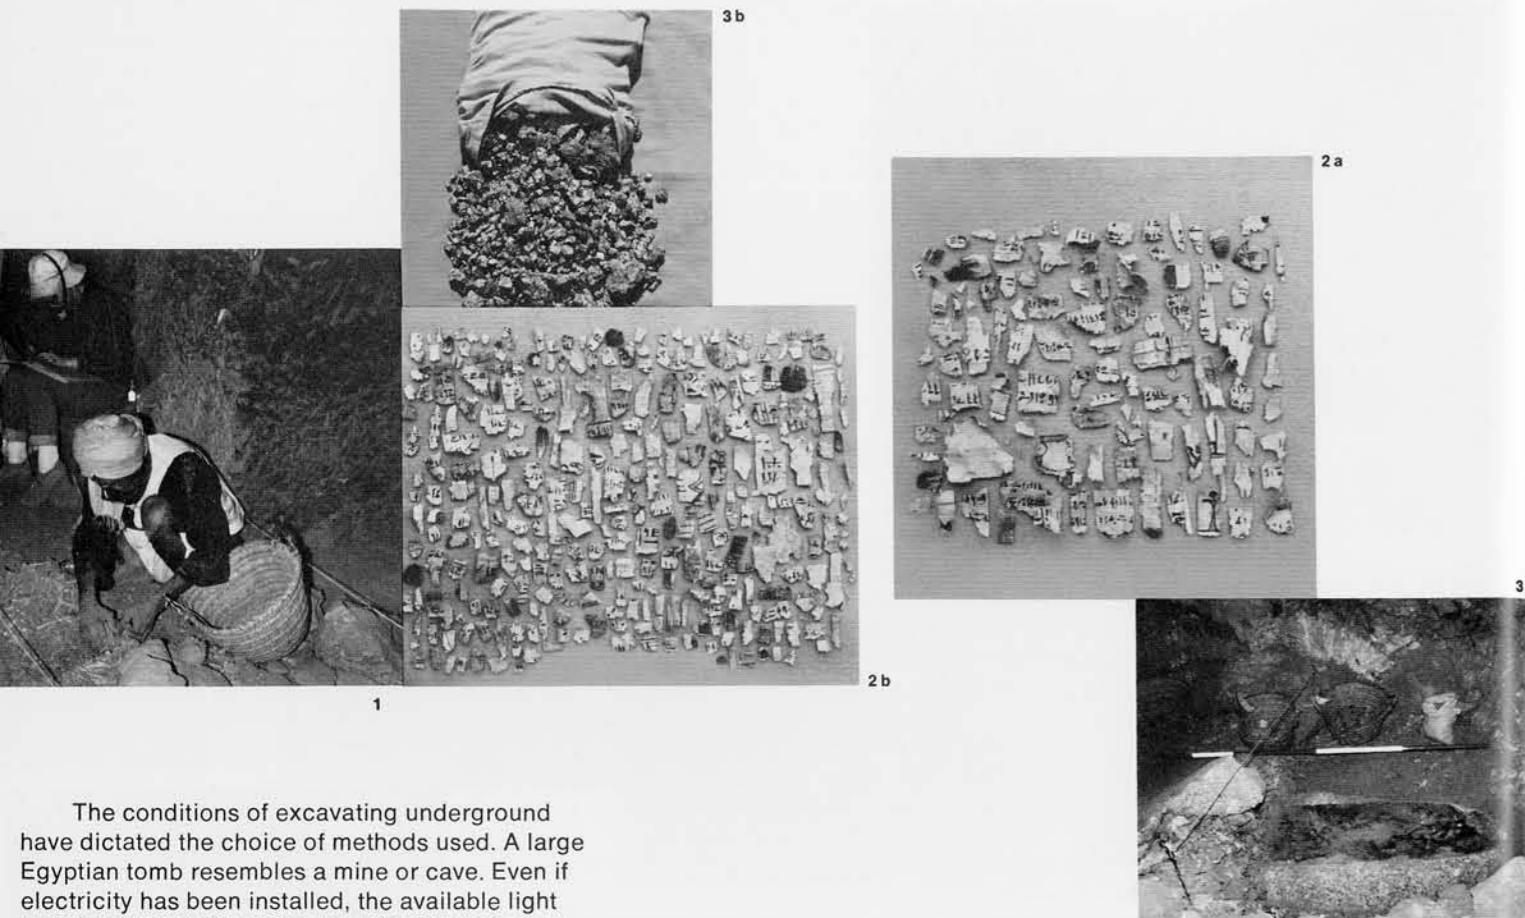 3b
2a
3
2b
1
The conditions of excavating underground
have dictated the choice of methods used. A large
Egyptian tomb resembles a mine or cave. Even if
electricity has been installed, the available light